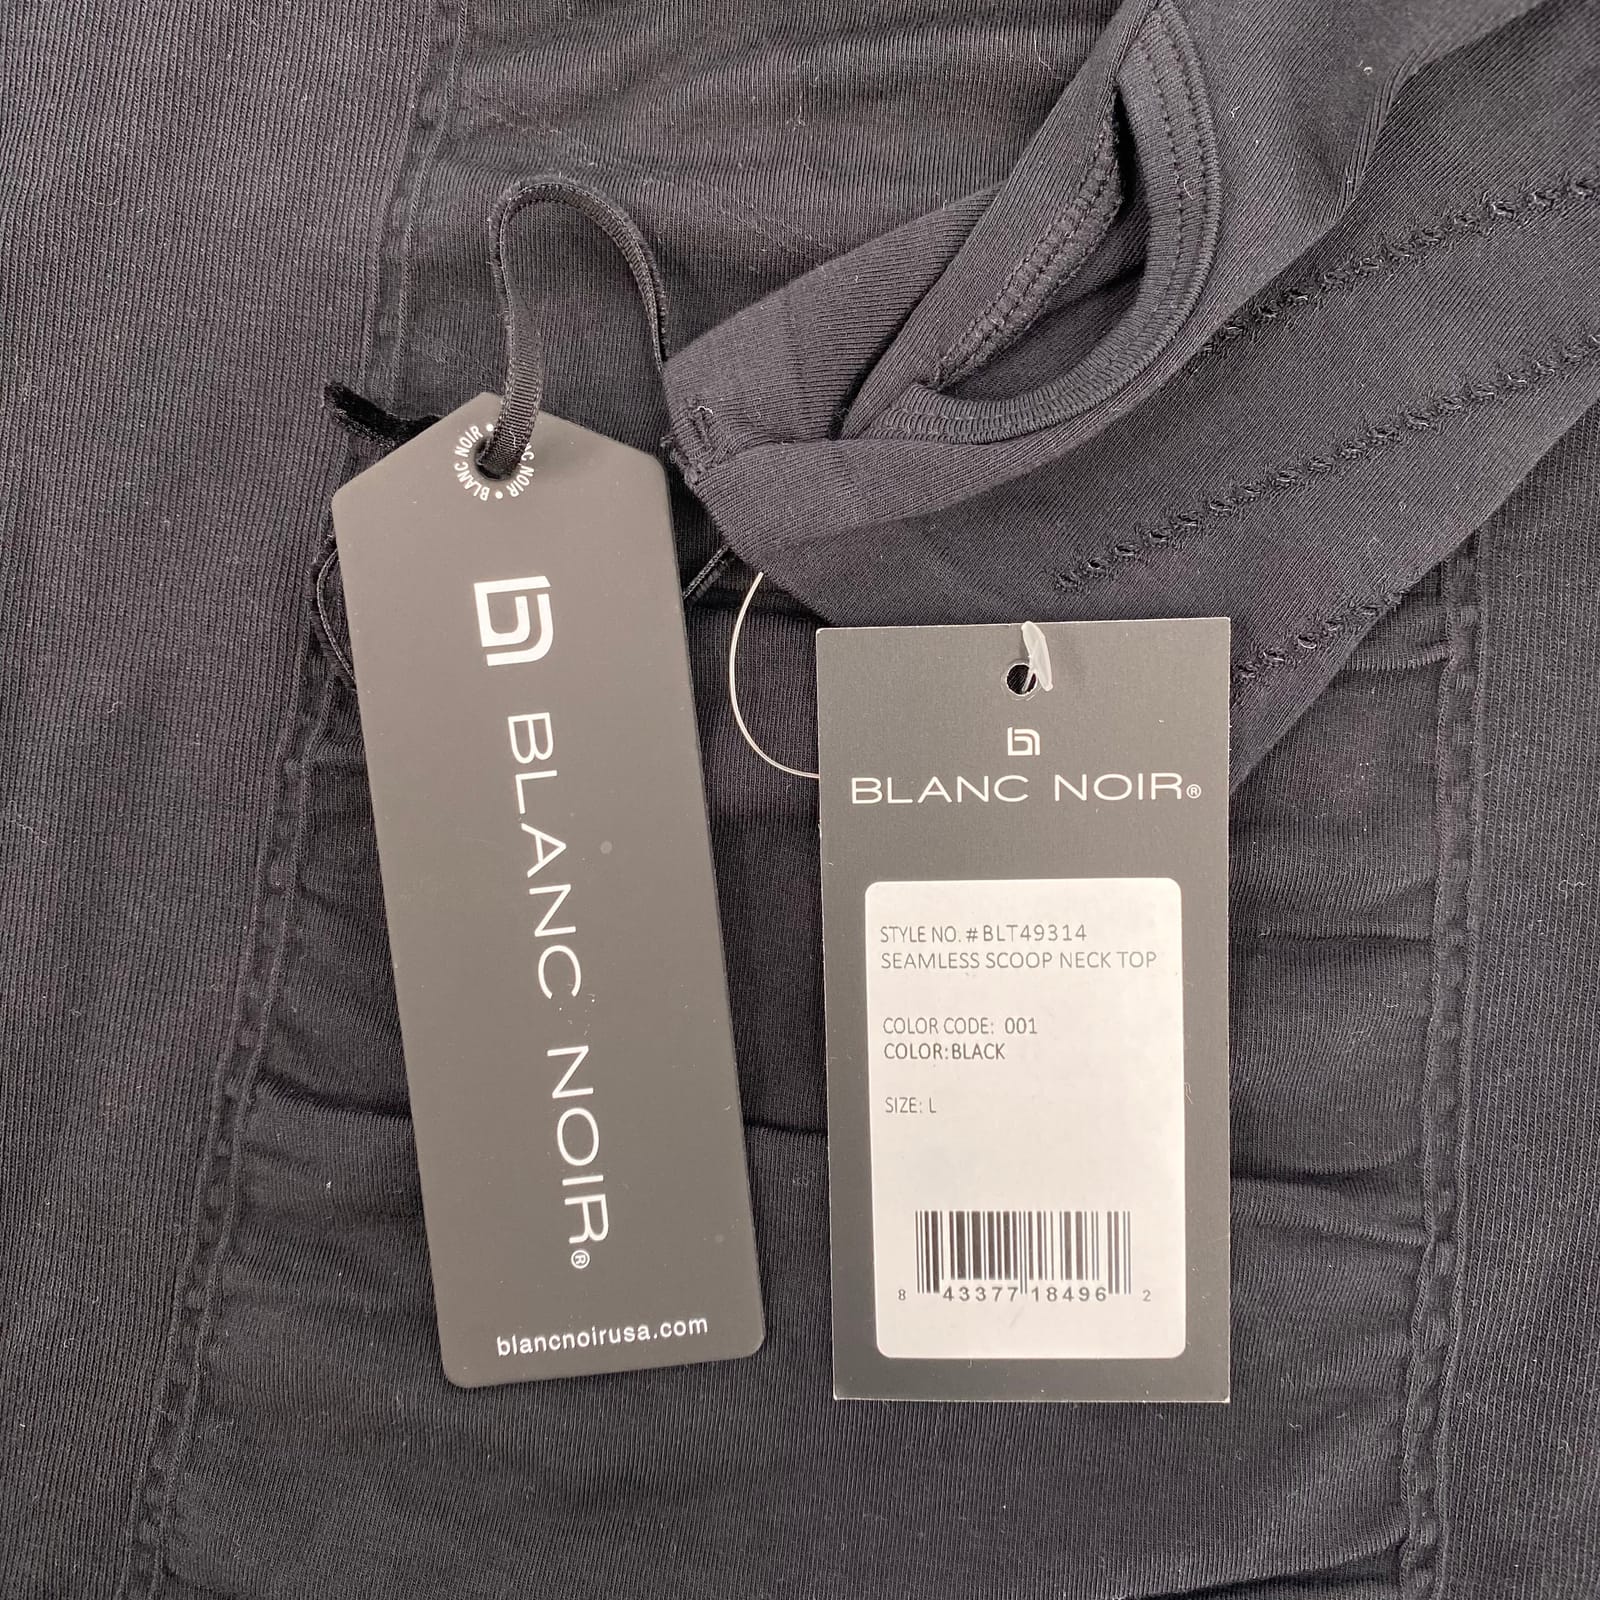 BLANC NOIR • BLANC NOIR •
BLANC NOIR®
blancnoirusa.com
BLANC NOIR®
STYLE NO. # BLT49314
SEAMLESS SCOOP NECK TOP
COLOR CODE: 001
COLOR:BLACK
SIZE: L
8 43377 18496 2